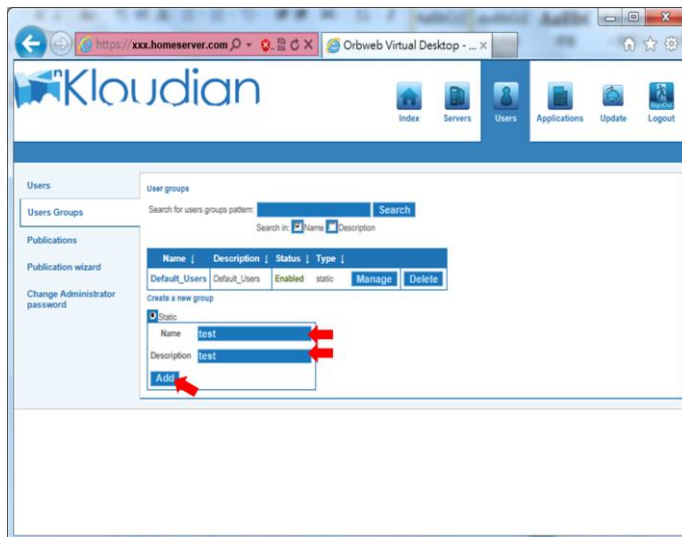 https://xxx.homeserver.com
Orbweb Virtual Desktop - ...
nKloudian
Index Servers Users Applications Update Logout
SignOut
Users
Users Groups
Publications
Publication wizard
Change Administrator
password
User groups
Search for users groups pattern: Search
Search in: Name Description
Name Description Status Type
Default_Users Default_Users Enabled static Manage Delete
Create a new group
Static
Name test
Description test
Add